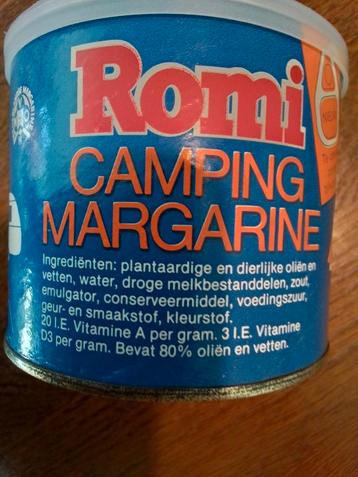 Romi
CAMPING
MARGARINE
Ingrediënten: plantaardige en dierlijke oliën en
vetten, water, droge melkbestanddelen, zout,
emulgator, conserveermiddel, voedingszuur,
geur- en smaakstof, kleurstof.
20 I.E. Vitamine A per gram. 3 I.E. Vitamine
D3 per gram. Bevat 80% oliën en vetten.